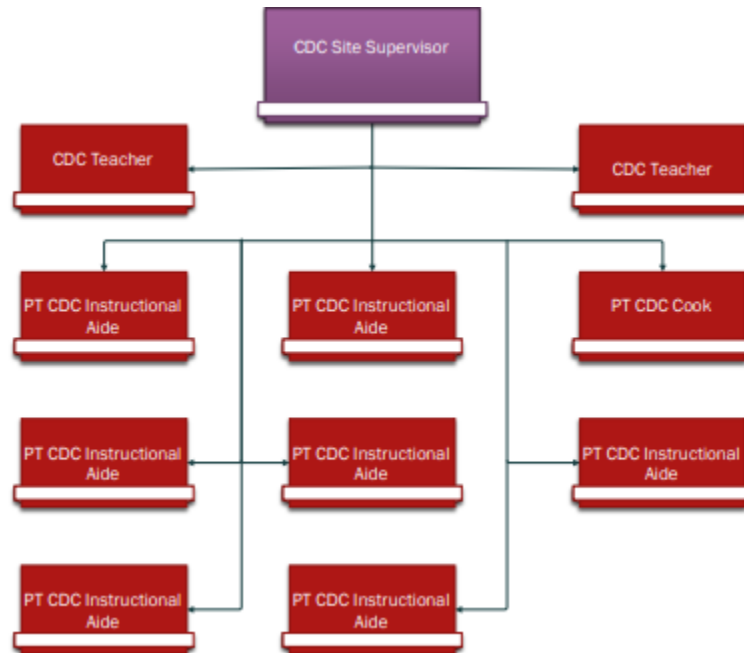 CDC Site Supervisor
CDC Teacher
CDC Teacher
PT CDC Instructional
Aide
PT CDC Instructional
Aide
PT CDC Cook
PT CDC Instructional
Aide
PT CDC Instructional
Aide
PT CDC Instructional
Aide
PT CDC Instructional
Aide
PT CDC Instructional
Aide